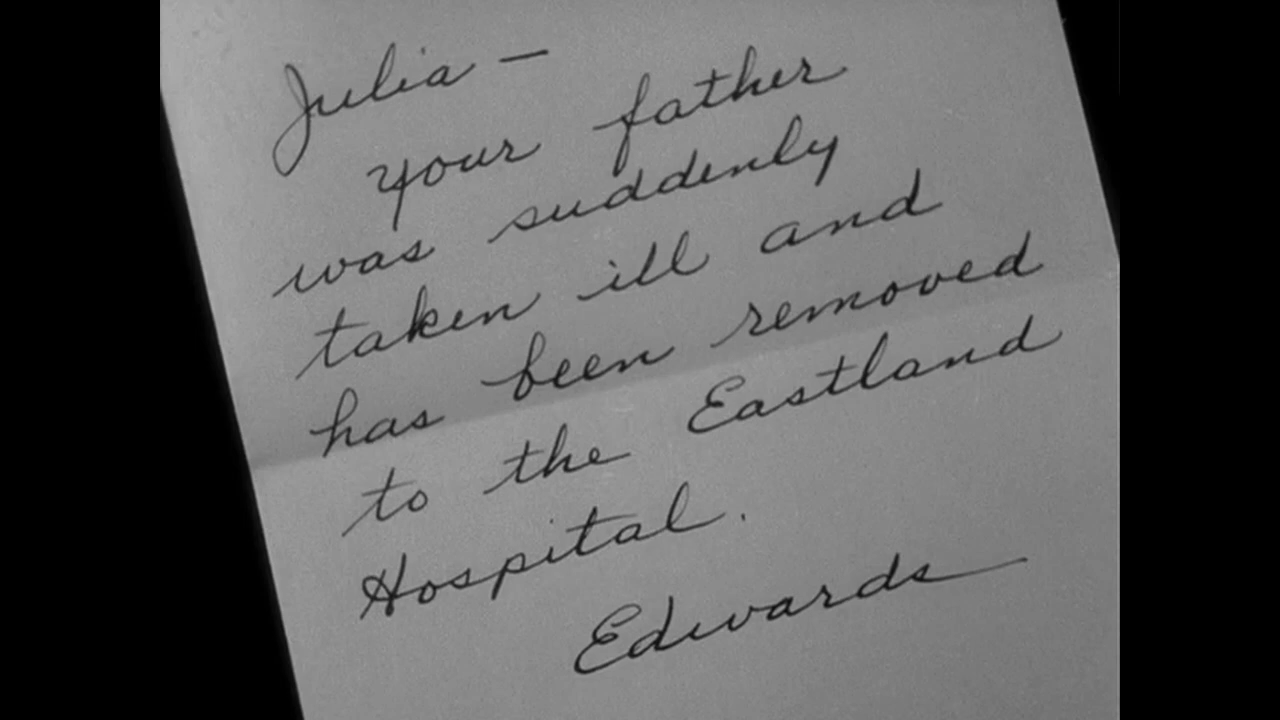 Julia —
your father
was suddenly
taken ill and
has been removed
to the Eastland
Hospital.
Edwards